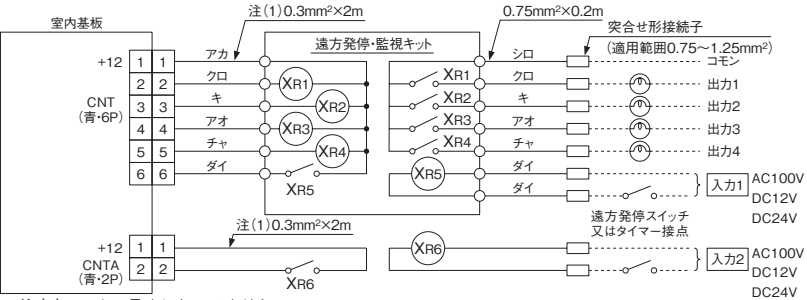 注(1)0.3mm²×2m
0.75mm²×0.2m
室内基板
遠方発停・監視キット
突合せ形接続子
(適用範囲0.75〜1.25mm²)
+12 1 1 アカ シロ コモン
2 2 クロ XR1 XR1 クロ 出力1
CNT
(青・6P)
3 3 キ XR2 XR2 キ 出力2
4 4 アオ XR3 XR3 アオ 出力3
5 5 チャ XR4 XR4 チャ 出力4
6 6 ダイ XR5 XR5 ダイ
ダイ
入力1
AC100V
DC12V
DC24V
遠方発停スイッチ
又はタイマー接点
注(1)0.3mm²×2m
+12 1 1
CNTA
(青・2P)
2 2 XR6 XR6
入力2
AC100V
DC12V
DC24V